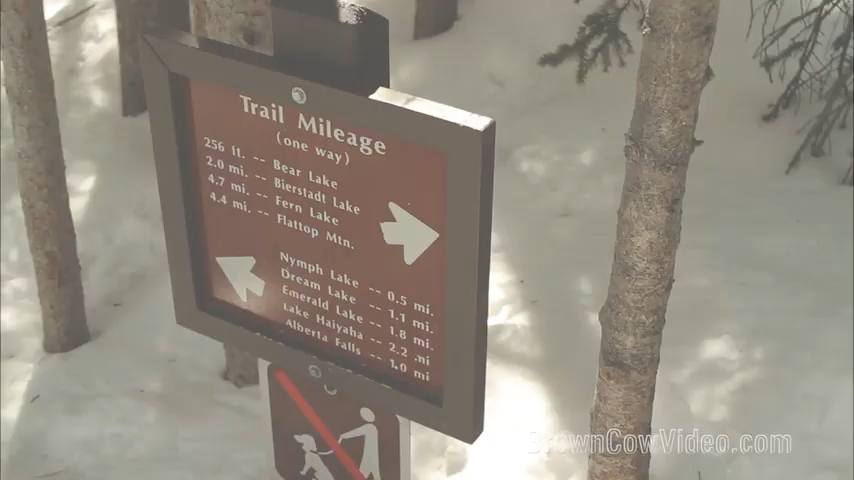 Trail Mileage
(one way)
256 ft. -- Bear Lake
2.0 mi. -- Bierstadt Lake
4.7 mi. -- Fern Lake
4.4 mi. -- Flattop Mtn.
Nymph Lake -- 0.5 mi.
Dream Lake -- 1.1 mi.
Emerald Lake -- 1.8 mi.
Lake Haiyaha -- 2.2 mi
Alberta Falls -- 1.0 mi
BrownCowVideo.com